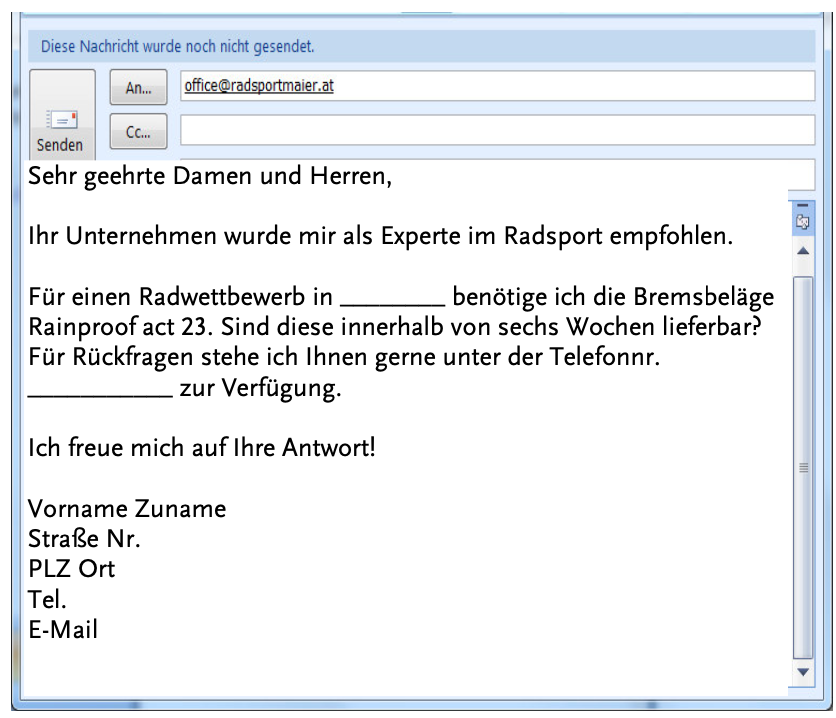 Diese Nachricht wurde noch nicht gesendet.
An...
office@radsportmaier.at
Cc...
Senden
Sehr geehrte Damen und Herren,
Ihr Unternehmen wurde mir als Experte im Radsport empfohlen.
Für einen Radwettbewerb in ________ benötige ich die Bremsbeläge
Rainproof act 23. Sind diese innerhalb von sechs Wochen lieferbar?
Für Rückfragen stehe ich Ihnen gerne unter der Telefonnr.
___________ zur Verfügung.
Ich freue mich auf Ihre Antwort!
Vorname Zuname
Straße Nr.
PLZ Ort
Tel.
E-Mail